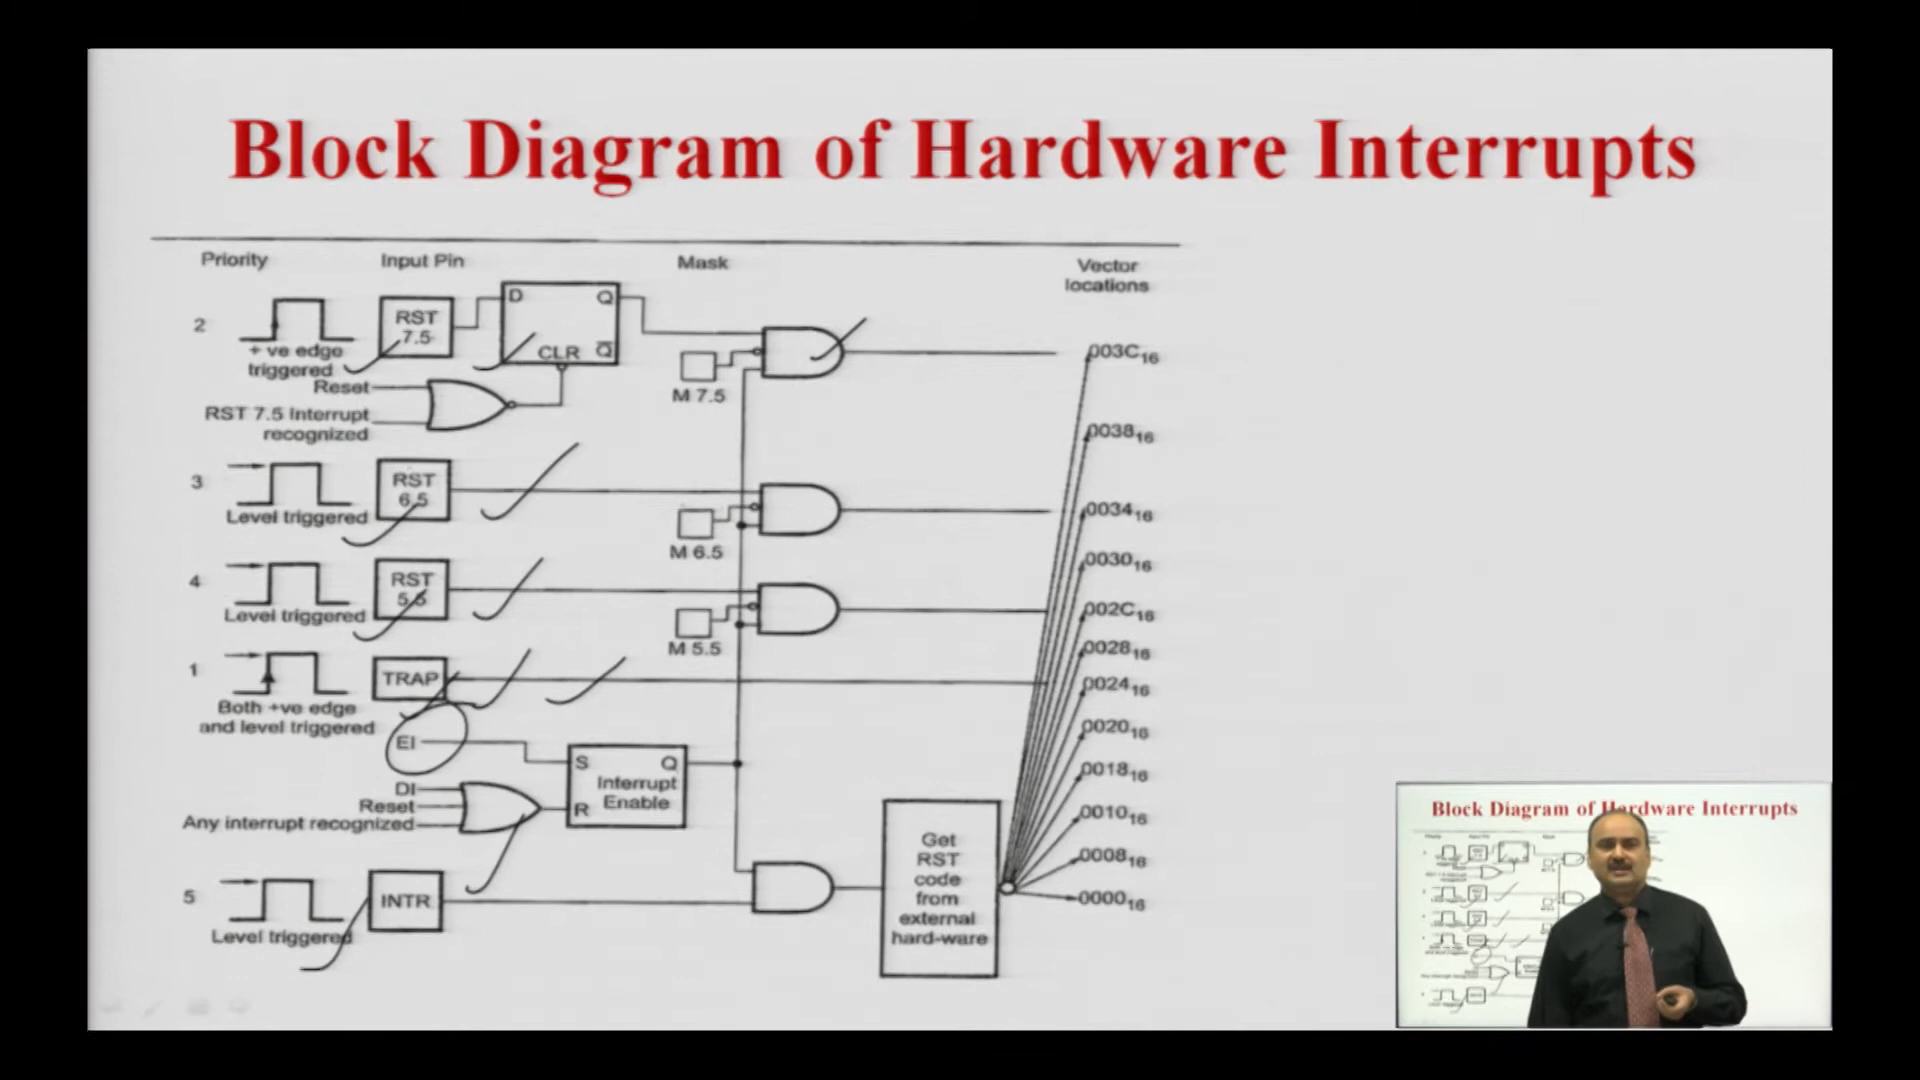 Block Diagram of Hardware Interrupts
Priority Input Pin Mask Vector locations
2
RST 7.5
D Q
CLR Q̅
+ ve edge triggered
Reset
RST 7.5 Interrupt recognized
M 7.5
003C16
003816
3
RST 6.5
Level triggered
M 6.5
003416
003016
4
RST 5.5
Level triggered
M 5.5
002C16
002816
1
TRAP
Both +ve edge and level triggered
002416
002016
EI
DI
Reset
Any interrupt recognized
S Q
Interrupt Enable
R
001816
001016
000816
000016
5
INTR
Level triggered
Get RST code from external hard-ware
Block Diagram of Hardware Interrupts